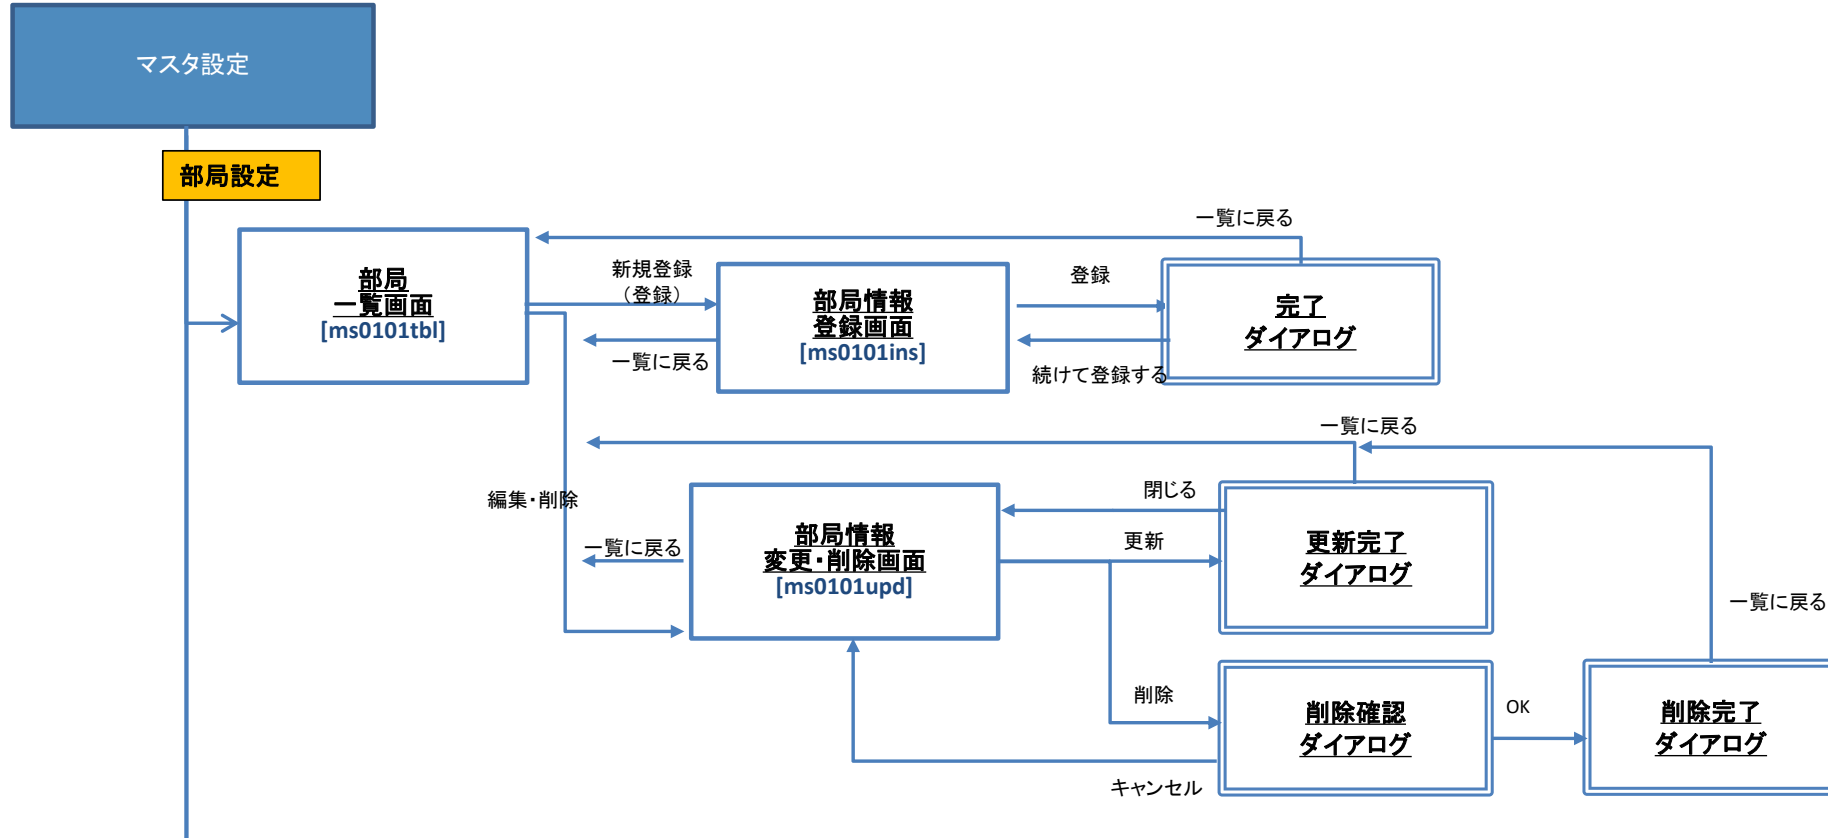 マスタ設定
部局設定
一覧に戻る
部局
一覧画面
[ms0101tbl]
新規登録
（登録）
一覧に戻る
部局情報
登録画面
[ms0101ins]
登録
続けて登録する
完了
ダイアログ
一覧に戻る
編集・削除
一覧に戻る
部局情報
変更・削除画面
[ms0101upd]
閉じる
更新
更新完了
ダイアログ
一覧に戻る
削除
削除確認
ダイアログ
OK
削除完了
ダイアログ
キャンセル